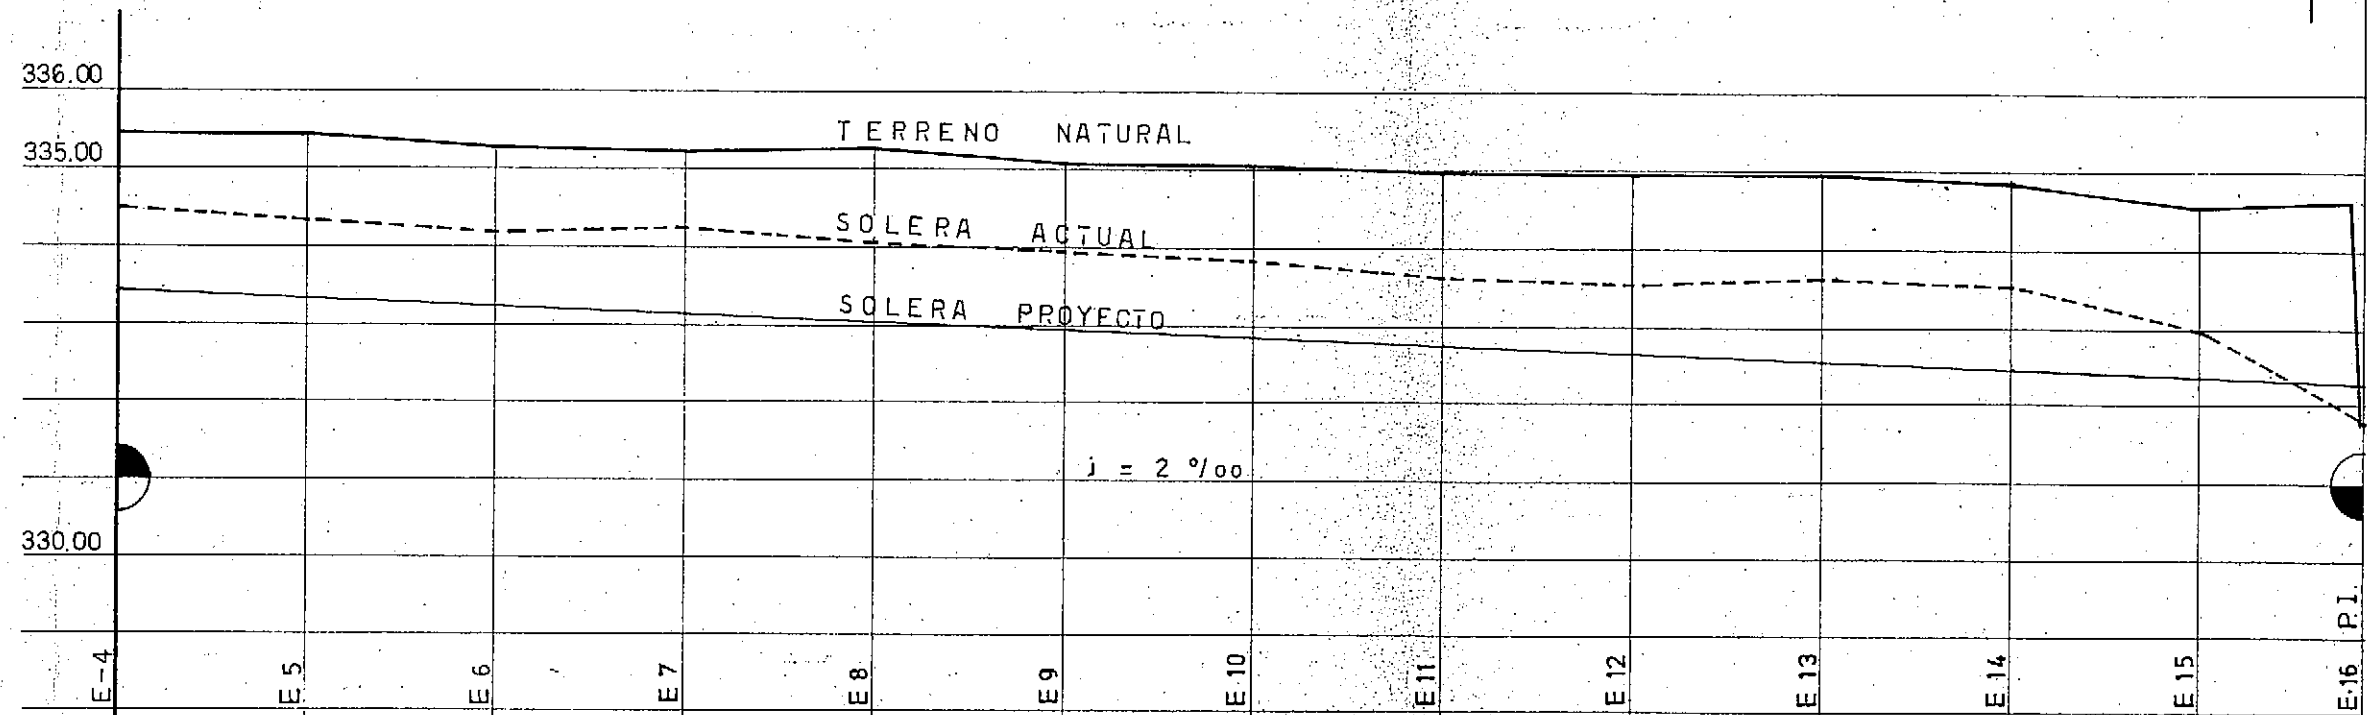 336.00
TERRENO NATURAL
335.00
SOLERA ACTUAL
SOLERA PROYECTO
j = 2 º/oo
330.00
E-4
E 5
E 6
E 7
E 8
E 9
E 10
E 11
E 12
E 13
E 14
E 15
E-16 P.I.